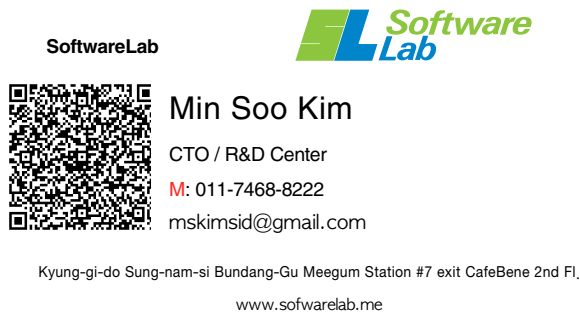 SoftwareLab
SL Software
Lab
Min Soo Kim
CTO / R&D Center
M: 011-7468-8222
mskimsid@gmail.com
Kyung-gi-do Sung-nam-si Bundang-Gu Meegum Station #7 exit CafeBene 2nd Fl.
www.sofwarelab.me